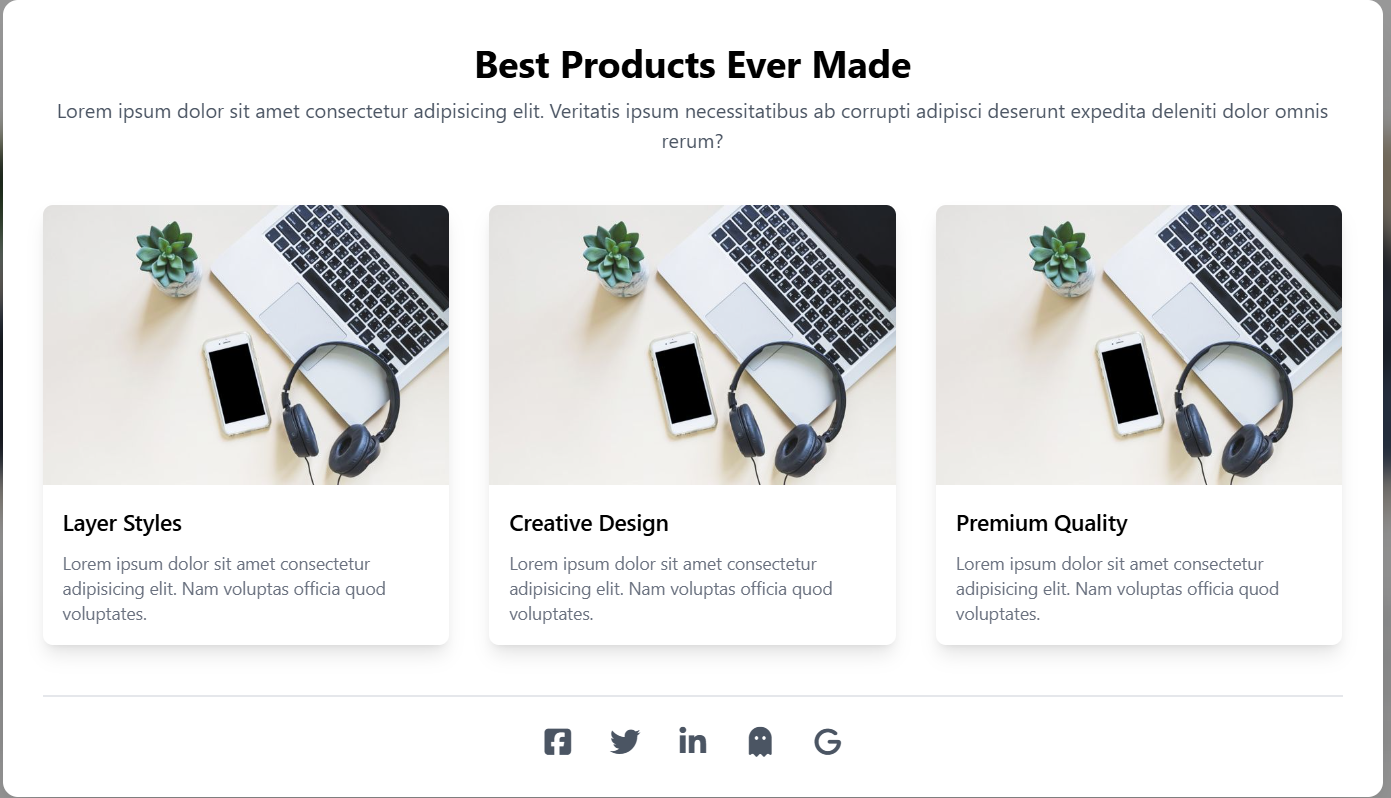 Best Products Ever Made
Lorem ipsum dolor sit amet consectetur adipisicing elit. Veritatis ipsum necessitatibus ab corrupti adipisci deserunt expedita deleniti dolor omnis
rerum?
Layer Styles
Lorem ipsum dolor sit amet consectetur
adipisicing elit. Nam voluptas officia quod
voluptates.
Creative Design
Lorem ipsum dolor sit amet consectetur
adipisicing elit. Nam voluptas officia quod
voluptates.
Premium Quality
Lorem ipsum dolor sit amet consectetur
adipisicing elit. Nam voluptas officia quod
voluptates.